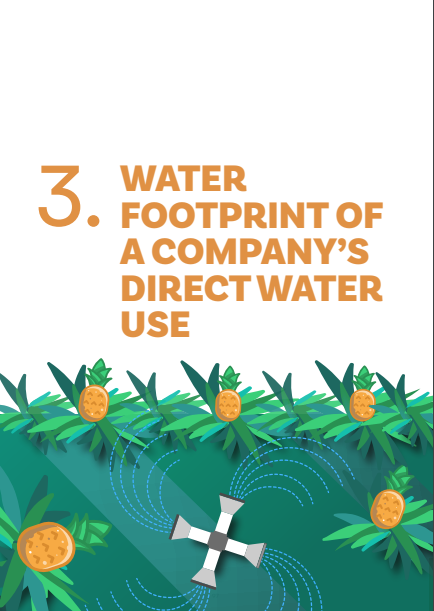 3. WATER
FOOTPRINT OF
A COMPANY’S
DIRECT WATER
USE